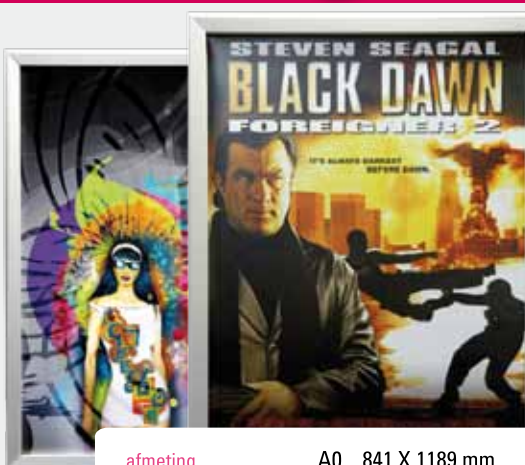 STEVEN SEAGAL
BLACK DAWN
FOREIGNER 2
IT'S ALWAYS DARKEST
BEFORE DAWN.
afmeting
A0 841 X 1189 mm